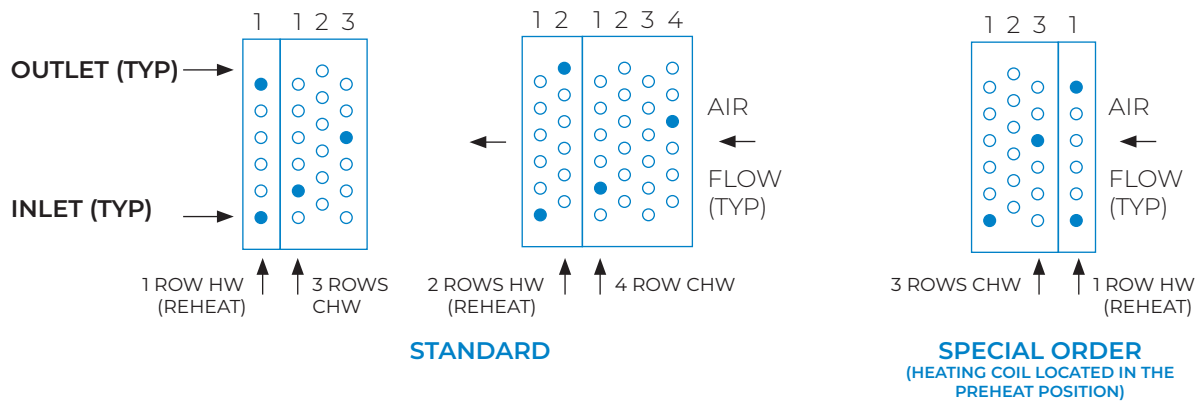 1 1 2 3
1 2 1 2 3 4
1 2 3 1
OUTLET (TYP)
INLET (TYP)
AIR
FLOW
(TYP)
AIR
FLOW
(TYP)
1 ROW HW
(REHEAT)
3 ROWS
CHW
2 ROWS HW
(REHEAT)
4 ROW CHW
3 ROWS CHW
1 ROW HW
(REHEAT)
STANDARD
SPECIAL ORDER
(HEATING COIL LOCATED IN THE
PREHEAT POSITION)